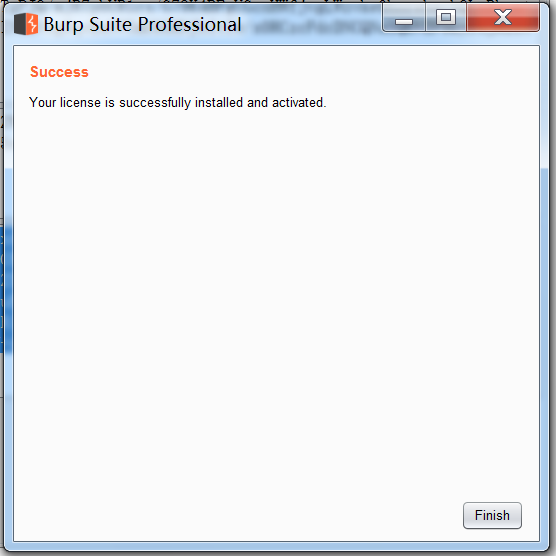 Burp Suite Professional
Success
Your license is successfully installed and activated.
Finish